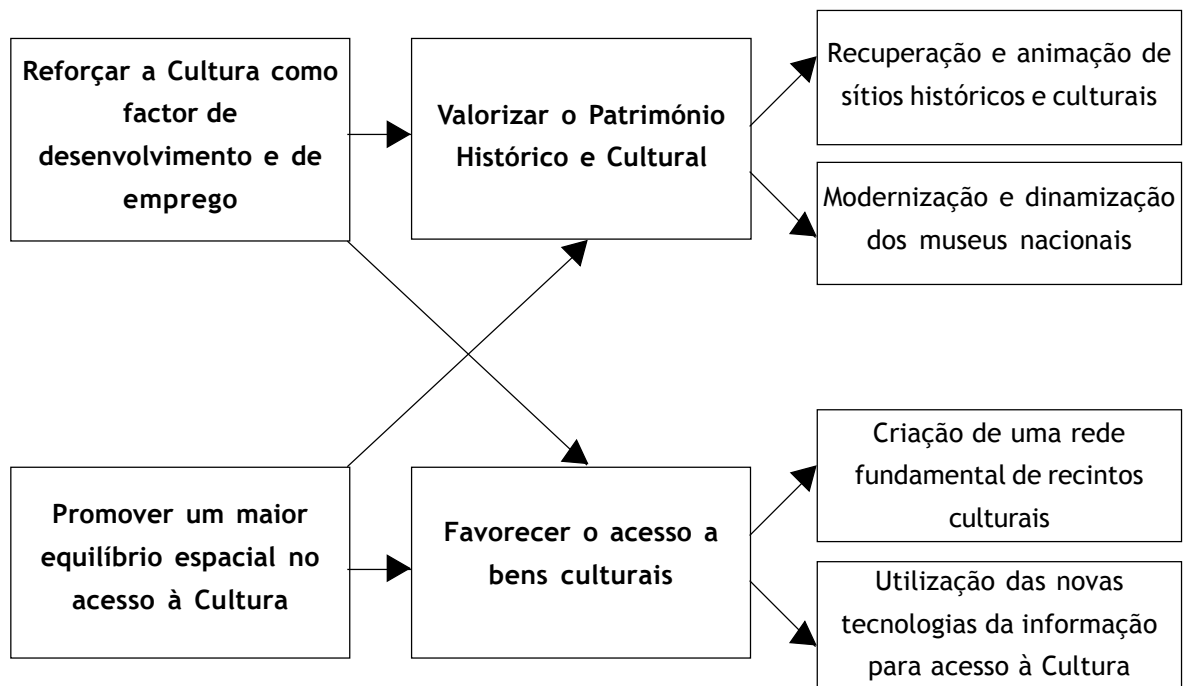 Reforçar a Cultura como
factor de
desenvolvimento e de
emprego
Valorizar o Património
Histórico e Cultural
Recuperação e animação de
sítios históricos e culturais
Modernização e dinamização
dos museus nacionais
Promover um maior
equilíbrio espacial no
acesso à Cultura
Favorecer o acesso a
bens culturais
Criação de uma rede
fundamental de recintos
culturais
Utilização das novas
tecnologias da informação
para acesso à Cultura